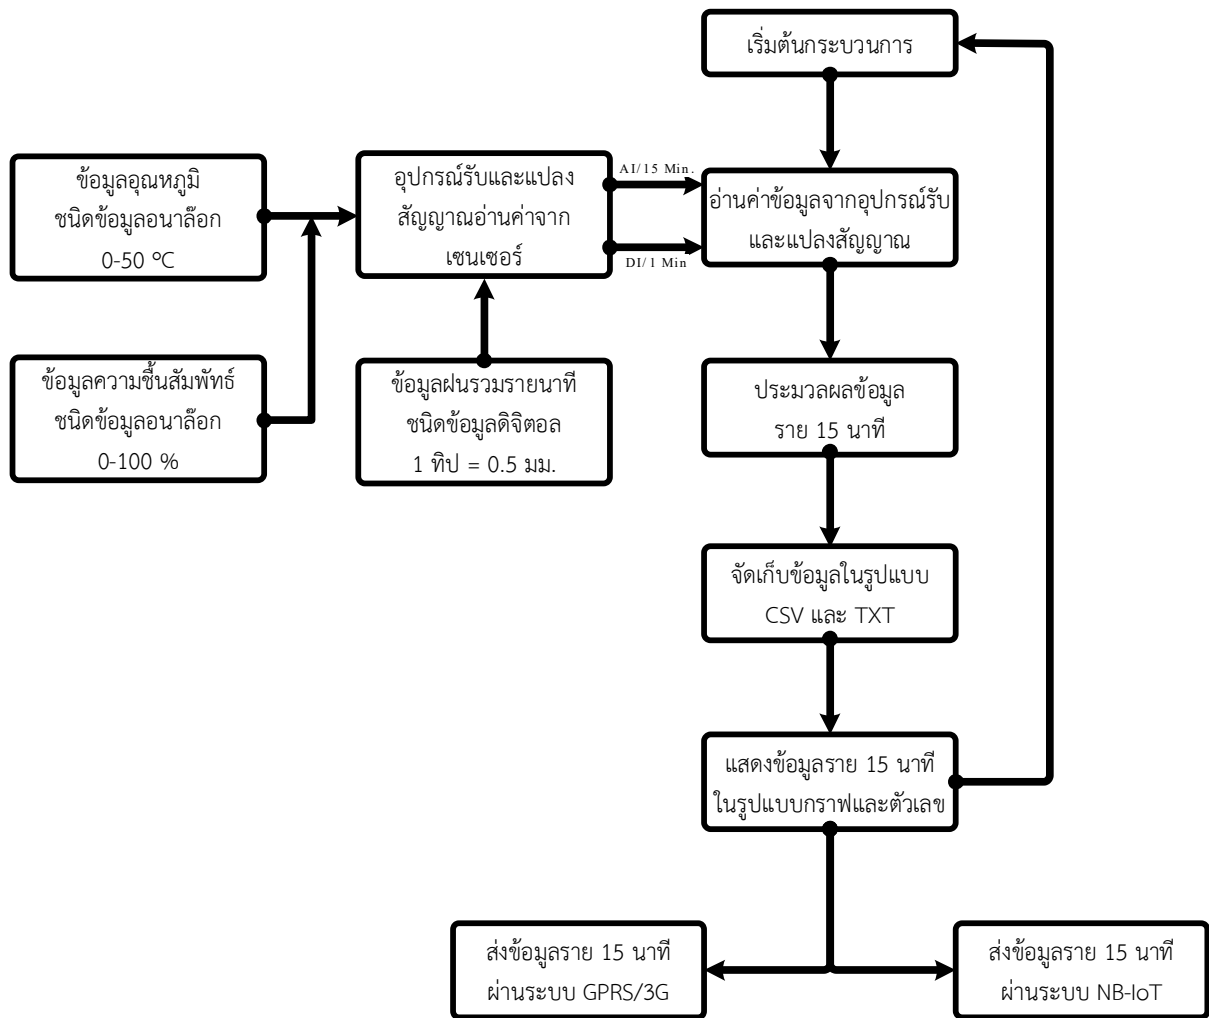 เริ่มต้นกระบวนการ
ข้อมูลอุณหภูมิ
ชนิดข้อมูลอนาล๊อก
0-50 ºC
อุปกรณ์รับและแปลง
สัญญาณอ่านค่าจาก
เซนเซอร์
AI/15 Min.
DI/1 Min
อ่านค่าข้อมูลจากอุปกรณ์รับ
และแปลงสัญญาณ
ข้อมูลความชื้นสัมพัทธ์
ชนิดข้อมูลอนาล๊อก
0-100 %
ข้อมูลฝนรวมรายนาที
ชนิดข้อมูลดิจิตอล
1 ทิป = 0.5 มม.
ประมวลผลข้อมูล
ราย 15 นาที
จัดเก็บข้อมูลในรูปแบบ
CSV และ TXT
แสดงข้อมูลราย 15 นาที
ในรูปแบบกราฟและตัวเลข
ส่งข้อมูลราย 15 นาที
ผ่านระบบ GPRS/3G
ส่งข้อมูลราย 15 นาที
ผ่านระบบ NB-IoT